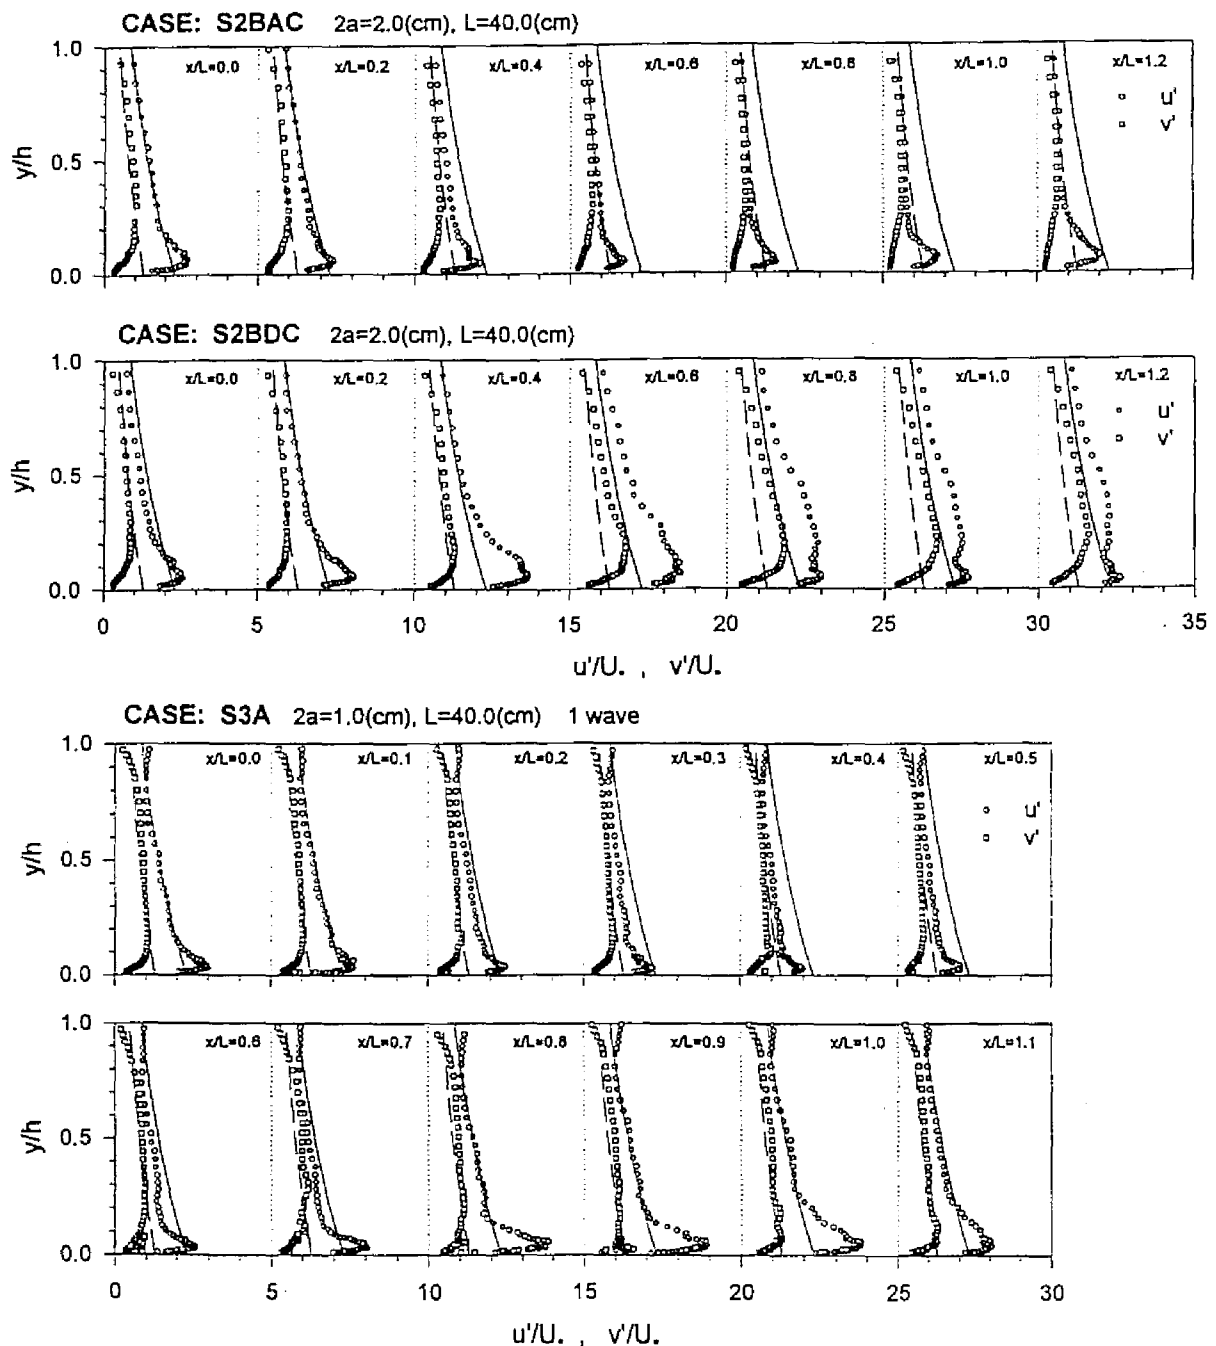 CASE: S2BAC 2a=2.0(cm), L=40.0(cm)
1.0
x/L=0.0 x/L=0.2 x/L=0.4 x/L=0.6 x/L=0.8 x/L=1.0 x/L=1.2
u'
v'
y/h
0.5
0.0
CASE: S2BDC 2a=2.0(cm), L=40.0(cm)
1.0
x/L=0.0 x/L=0.2 x/L=0.4 x/L=0.6 x/L=0.8 x/L=1.0 x/L=1.2
u'
v'
y/h
0.5
0.0
0 5 10 15 20 25 30 35
u'/U* , v'/U*
CASE: S3A 2a=1.0(cm), L=40.0(cm) 1 wave
1.0
x/L=0.0 x/L=0.1 x/L=0.2 x/L=0.3 x/L=0.4 x/L=0.5
u'
v'
y/h
0.5
0.0
1.0
x/L=0.6 x/L=0.7 x/L=0.8 x/L=0.9 x/L=1.0 x/L=1.1
y/h
0.5
0.0
0 5 10 15 20 25 30
u'/U* , v'/U*